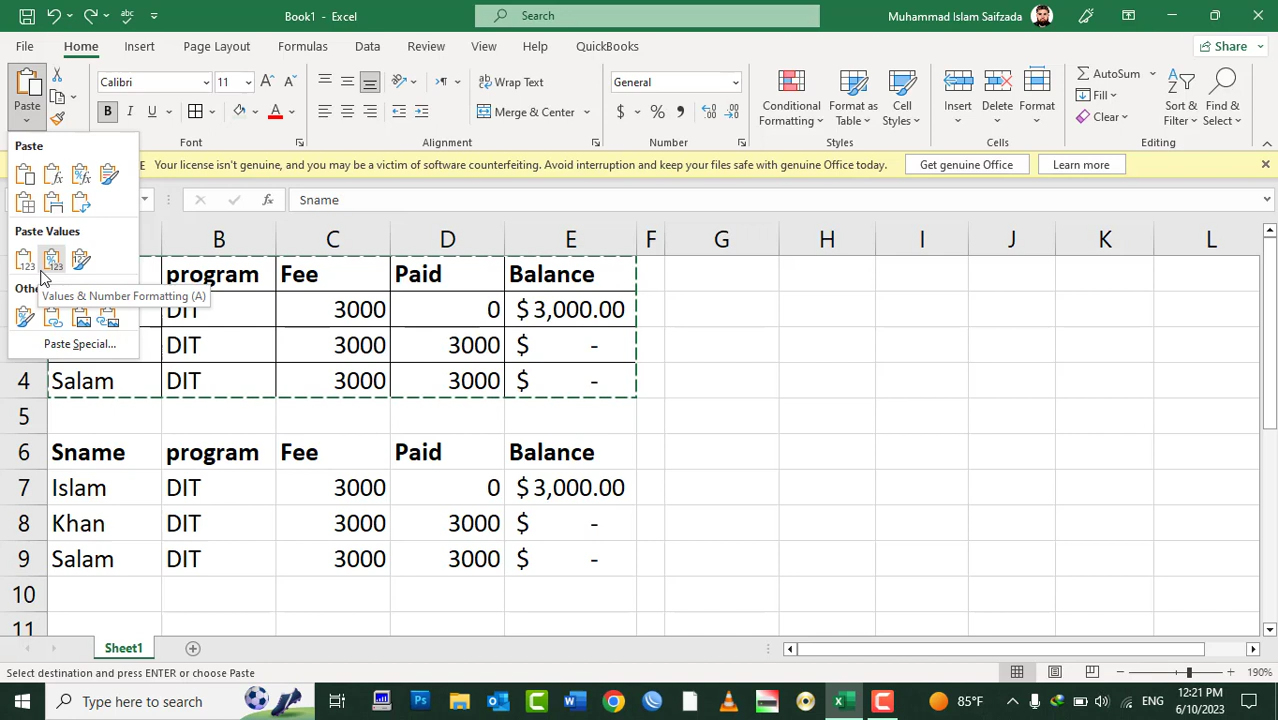 Book1 - Excel
Search
Muhammad Islam Saifzada
File Home Insert Page Layout Formulas Data Review View Help QuickBooks
Share
Paste
Calibri 11
B I U
Font
Wrap Text
Merge & Center
Alignment
General
Number
Conditional Formatting
Format as Table
Cell Styles
Styles
Insert Delete Format
Cells
AutoSum
Fill
Clear
Sort & Filter
Find & Select
Editing
E Your license isn't genuine, and you may be a victim of software counterfeiting. Avoid interruption and keep your files safe with genuine Office today. Get genuine Office Learn more
Sname
Paste
Paste Values
Othe
Values & Number Formatting (A)
Paste Special...
B C D E F G H I J K L
program Fee Paid Balance
DIT 3000 0 $ 3,000.00
DIT 3000 3000 $ -
4 Salam DIT 3000 3000 $ -
5
6 Sname program Fee Paid Balance
7 Islam DIT 3000 0 $ 3,000.00
8 Khan DIT 3000 3000 $ -
9 Salam DIT 3000 3000 $ -
10
11
Sheet1
Select destination and press ENTER or choose Paste
190%
Type here to search
85°F
ENG
12:21 PM
6/10/2023